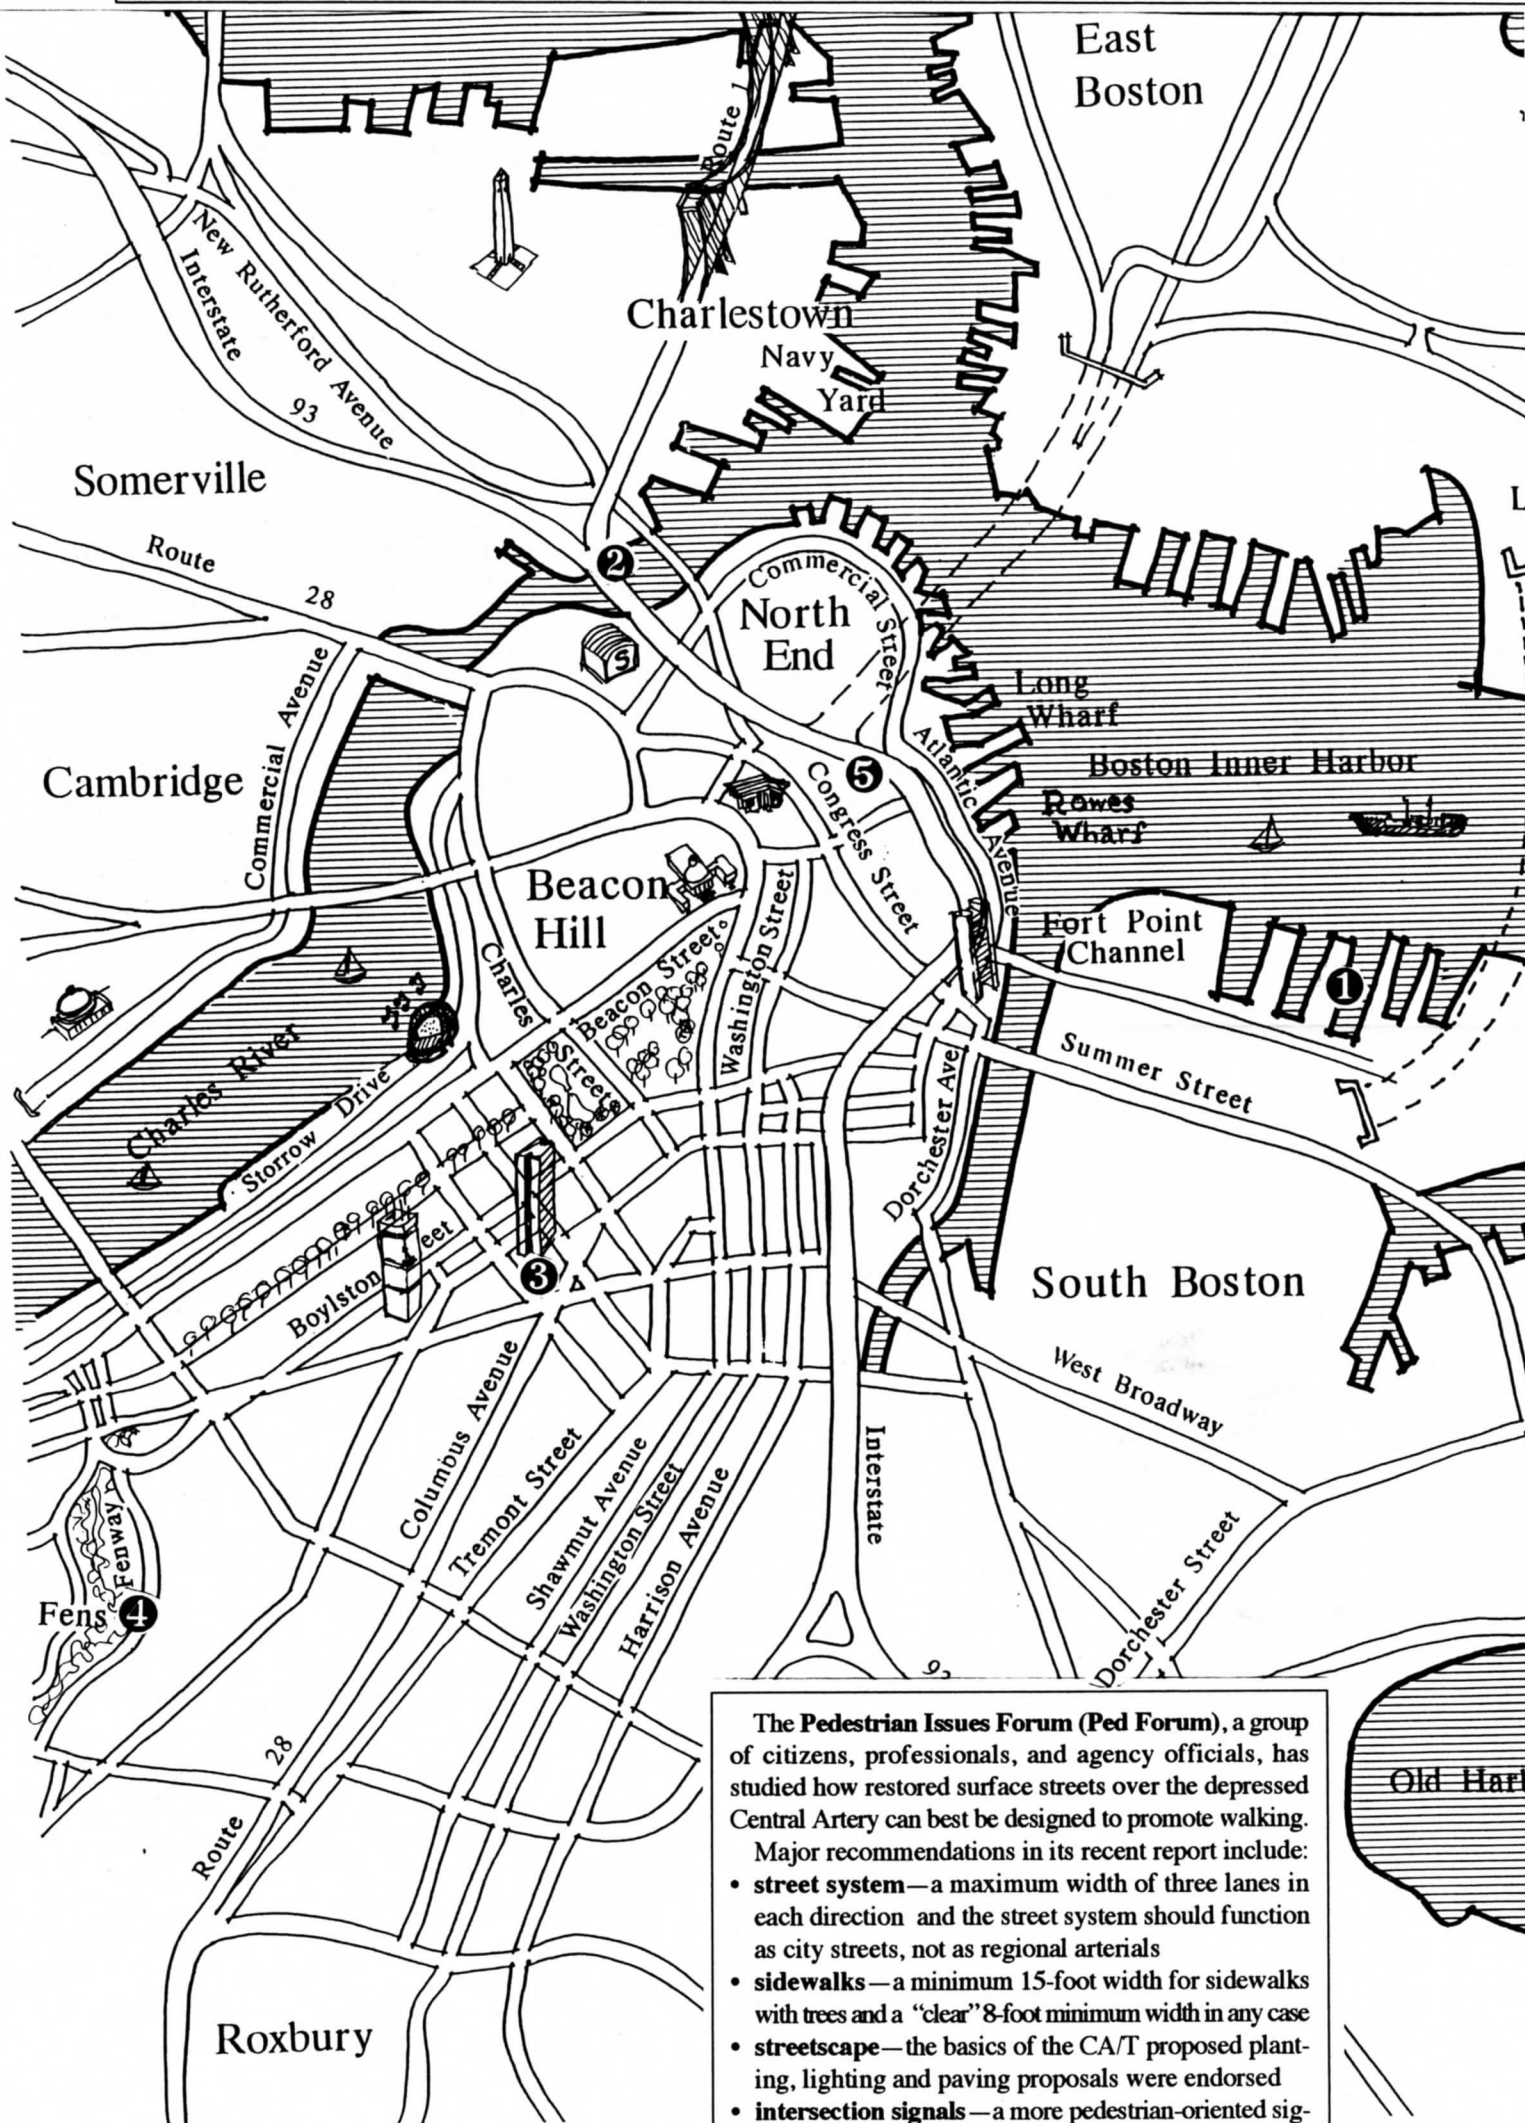 East
Boston
Route 1
New Rutherford Avenue
Interstate
93
Charlestown
Navy
Yard
Somerville
Route
28
2
Commercial Street
North
End
S
Long
Wharf
Commercial Avenue
Cambridge
Atlantic
Avenue
Boston Inner Harbor
5
Congress Street
Rowes
Wharf
Beacon
Hill
Fort Point
Channel
1
Charles
Street
Beacon Street
Washington Street
Charles River
Storrow Drive
Summer Street
Dorchester Ave
Boylston
eet
3
South Boston
West Broadway
Columbus Avenue
Tremont Street
Shawmut Avenue
Washington Street
Harrison Avenue
Interstate
Dorchester Street
Fenway
Fens
4
28
Route
Roxbury
Old Har
The Pedestrian Issues Forum (Ped Forum), a group
of citizens, professionals, and agency officials, has
studied how restored surface streets over the depressed
Central Artery can best be designed to promote walking.
Major recommendations in its recent report include:
• street system—a maximum width of three lanes in
each direction and the street system should function
as city streets, not as regional arterials
• sidewalks—a minimum 15-foot width for sidewalks
with trees and a “clear” 8-foot minimum width in any case
• streetscape—the basics of the CA/T proposed plant-
ing, lighting and paving proposals were endorsed
• intersection signals—a more pedestrian-oriented sig-